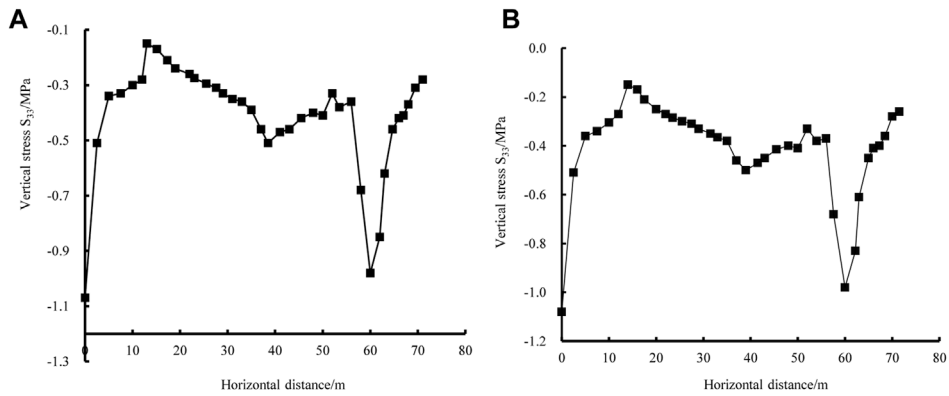 A
-0.1
-0.3
-0.5
-0.7
-0.9
-1.1
-1.3
Vertical stress S33/MPa
0 10 20 30 40 50 60 70 80
Horizontal distance/m
B
0.0
-0.2
-0.4
-0.6
-0.8
-1.0
-1.2
Vertical stress S33/MPa
0 10 20 30 40 50 60 70 80
Horizontal distance/m